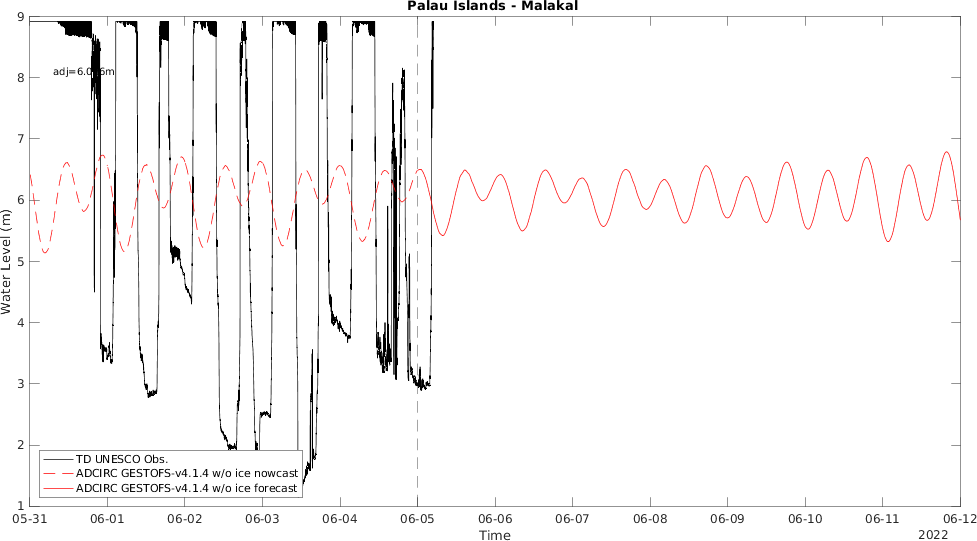 Palau Islands - Malakal
9
8
7
6
5
4
3
2
1
Water Level (m)
TD UNESCO Obs.
ADCIRC GESTOFS-v4.1.4 w/o ice nowcast
ADCIRC GESTOFS-v4.1.4 w/o ice forecast
05-31 06-01 06-02 06-03 06-04 06-05 06-06 06-07 06-08 06-09 06-10 06-11 06-12
Time
2022